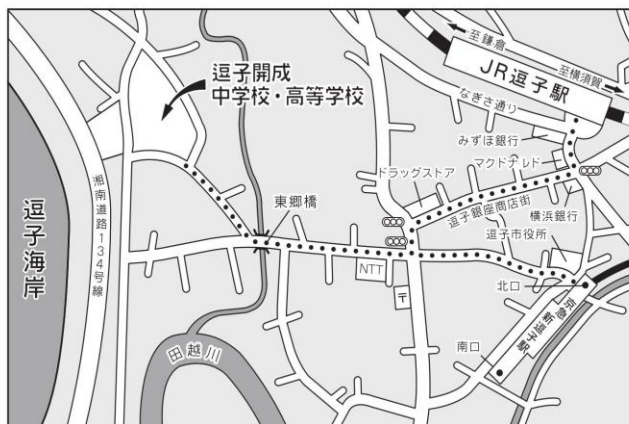 至鎌倉
至横須賀
JR逗子駅
なぎさ通り
みずほ銀行
マクドナルド
ドラッグストア
逗子銀座商店街
横浜銀行
逗子市役所
逗子開成
中学校・高等学校
東郷橋
湘南道路134号線
逗子海岸
NTT
〒
北口
京急
新逗子駅
南口
田越川